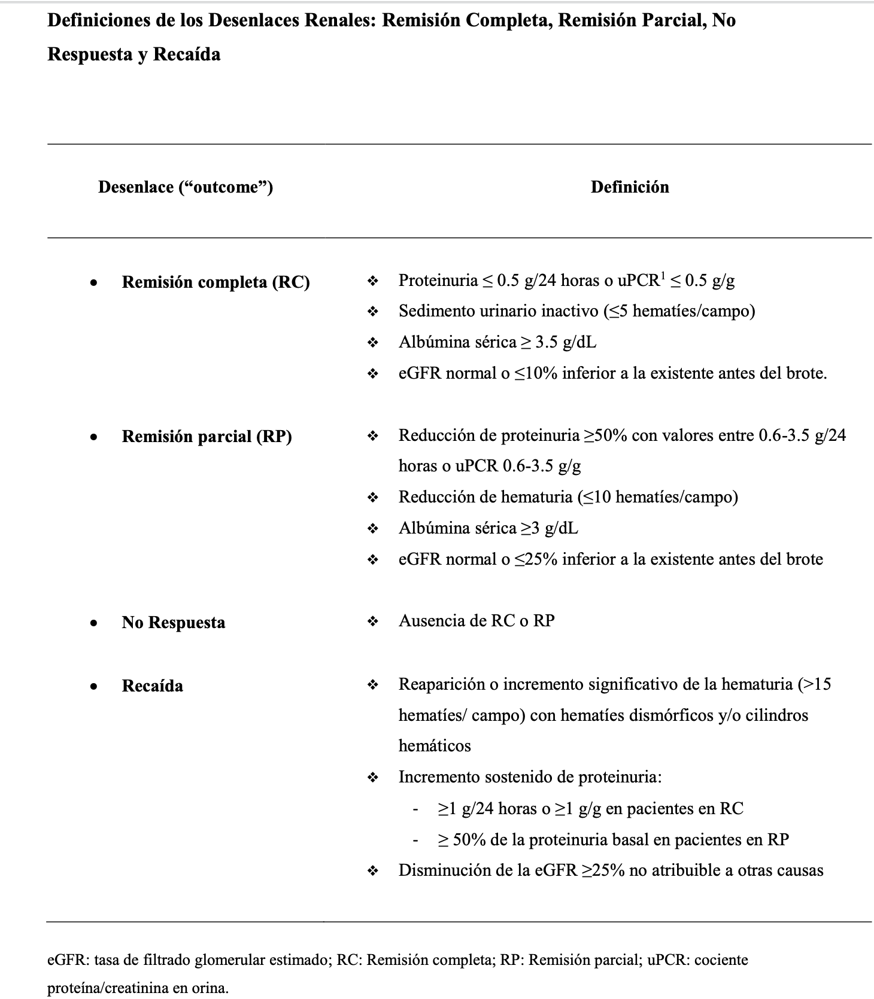 Definiciones de los Desenlaces Renales: Remisión Completa, Remisión Parcial, No
Respuesta y Recaída
Desenlace (“outcome”)
Definición
• Remisión completa (RC)
❖ Proteinuria ≤ 0.5 g/24 horas o uPCR¹ ≤ 0.5 g/g
❖ Sedimento urinario inactivo (≤5 hematíes/campo)
❖ Albúmina sérica ≥ 3.5 g/dL
❖ eGFR normal o ≤10% inferior a la existente antes del brote.
• Remisión parcial (RP)
❖ Reducción de proteinuria ≥50% con valores entre 0.6-3.5 g/24
horas o uPCR 0.6-3.5 g/g
❖ Reducción de hematuria (≤10 hematíes/campo)
❖ Albúmina sérica ≥3 g/dL
❖ eGFR normal o ≤25% inferior a la existente antes del brote
• No Respuesta
❖ Ausencia de RC o RP
• Recaída
❖ Reaparición o incremento significativo de la hematuria (>15
hematíes/ campo) con hematíes dismórficos y/o cilindros
hemáticos
❖ Incremento sostenido de proteinuria:
- ≥1 g/24 horas o ≥1 g/g en pacientes en RC
- ≥ 50% de la proteinuria basal en pacientes en RP
❖ Disminución de la eGFR ≥25% no atribuible a otras causas
eGFR: tasa de filtrado glomerular estimado; RC: Remisión completa; RP: Remisión parcial; uPCR: cociente
proteína/creatinina en orina.